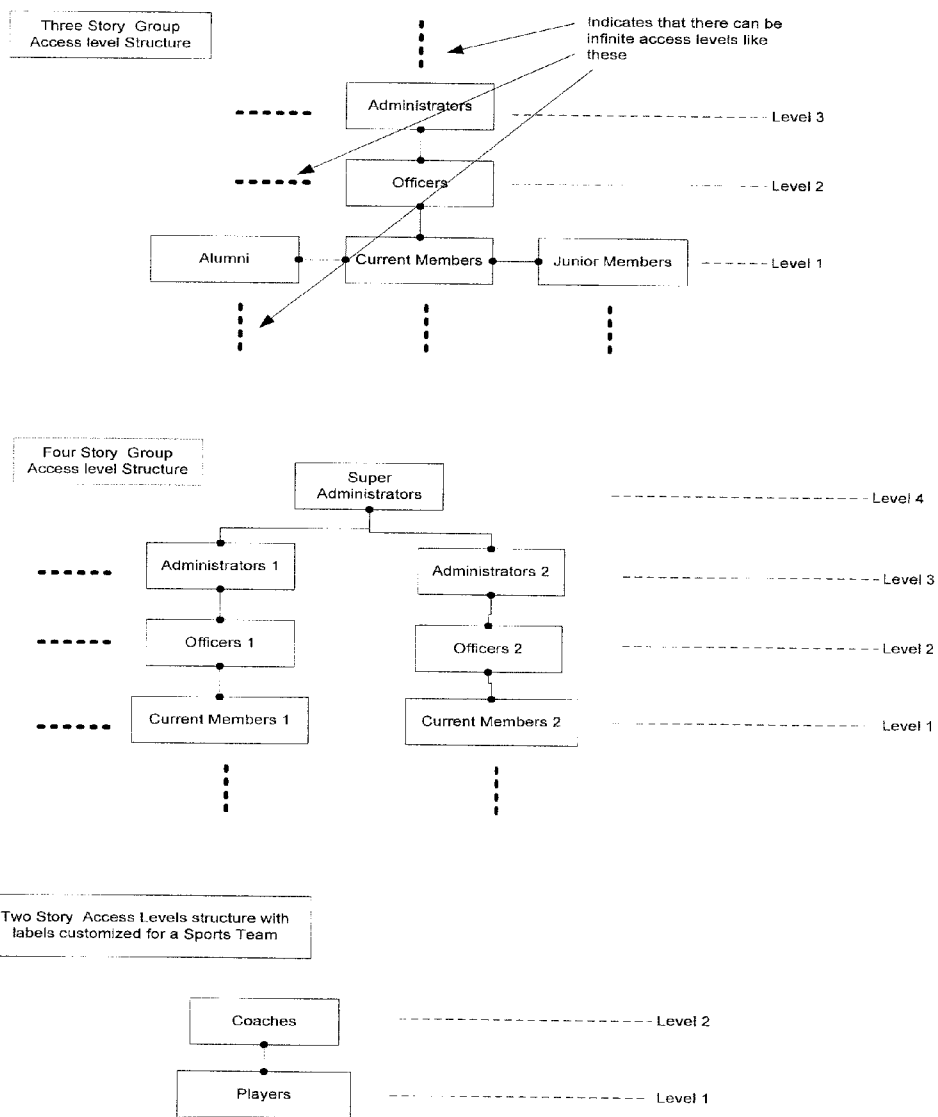 Three Story Group
Access level Structure
Indicates that there can be
infinite access levels like
these
Administrators
Level 3
Officers
Level 2
Alumni
Current Members
Junior Members
Level 1
Four Story Group
Access level Structure
Super
Administrators
Level 4
Administrators 1
Administrators 2
Level 3
Officers 1
Officers 2
Level 2
Current Members 1
Current Members 2
Level 1
Two Story Access Levels structure with
labels customized for a Sports Team
Coaches
Level 2
Players
Level 1